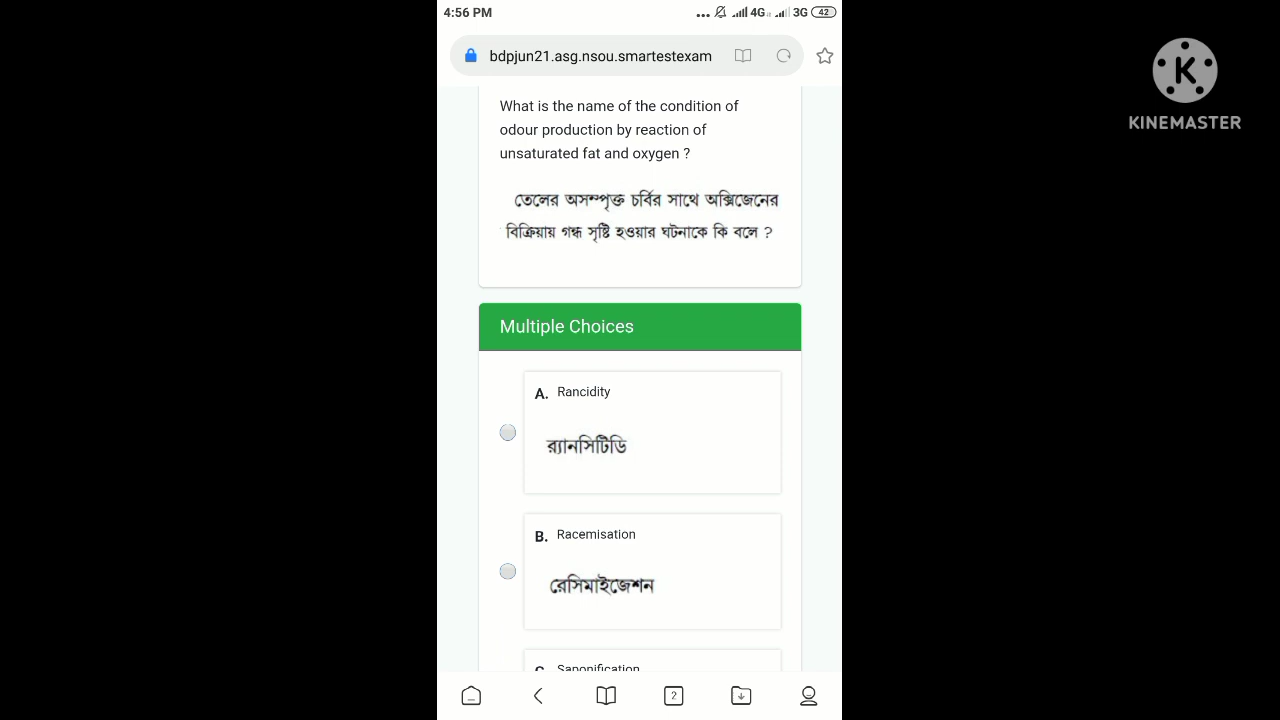 4:56 PM
4G 3G 42
bdpjun21.asg.nsou.smartestexam
What is the name of the condition of
odour production by reaction of
unsaturated fat and oxygen ?
তেলের অসম্পৃক্ত চর্বির সাথে অক্সিজেনের
বিক্রিয়ায় গন্ধ সৃষ্টি হওয়ার ঘটনাকে কি বলে ?
Multiple Choices
A. Rancidity
র‍্যানসিটিডি
B. Racemisation
রেসিমাইজেশন
C. Saponification
2
K
KINEMASTER